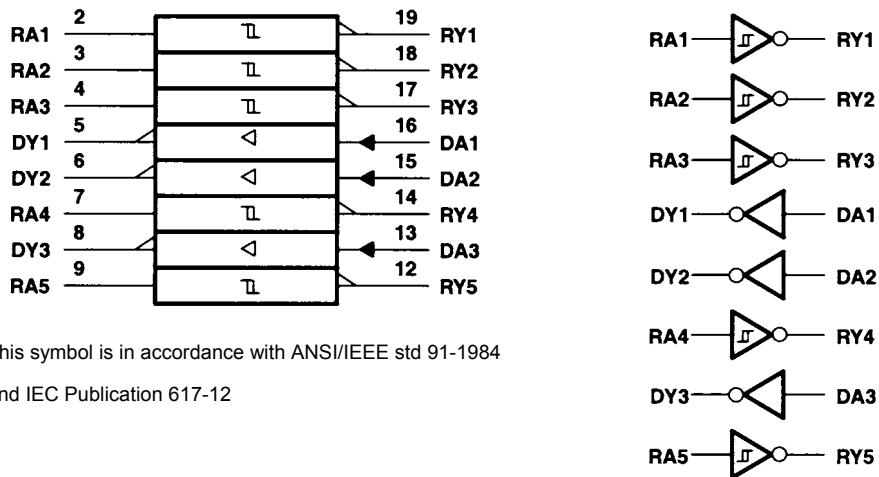 RA1 2 19 RY1
RA2 3 18 RY2
RA3 4 17 RY3
DY1 5 16 DA1
DY2 6 15 DA2
RA4 7 14 RY4
DY3 8 13 DA3
RA5 9 12 RY5
his symbol is in accordance with ANSI/IEEE std 91-1984
nd IEC Publication 617-12
RA1 RY1
RA2 RY2
RA3 RY3
DY1 DA1
DY2 DA2
RA4 RY4
DY3 DA3
RA5 RY5